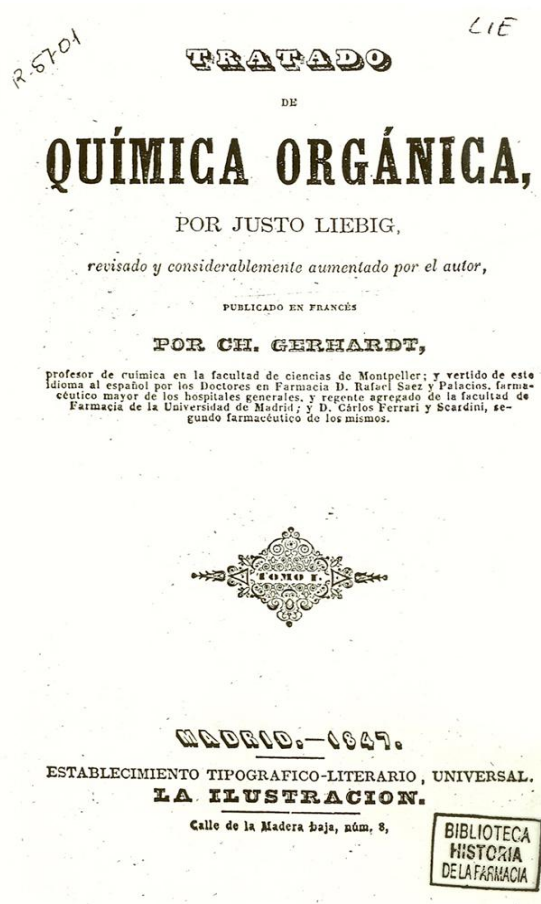 R-5701
LIE
TRATADO
DE
QUÍMICA ORGÁNICA,
POR JUSTO LIEBIG,
revisado y considerablemente aumentado por el autor,
PUBLICADO EN FRANCÉS
POR CH. GERHARDT,
profesor de cuimica en la facultad de ciencias de Montpeller; y vertido de este
idioma al español por los Doctores en Farmacia D. Rafael Saez y Palacios, farma-
céutico mayor de los hospitales generales, y regente agregado de la facultad de
Farmacia de la Universidad de Madrid; y D. Cárlos Ferrari y Scardini, se-
gundo farmacéutico de los mismos.
TOMO I.
MADRID.—1847.
ESTABLECIMIENTO TIPOGRAFICO-LITERARIO, UNIVERSAL.
LA ILUSTRACION.
Calle de la Madera baja, núm. 8,
BIBLIOTECA
HISTORIA
DE LA FARMACIA